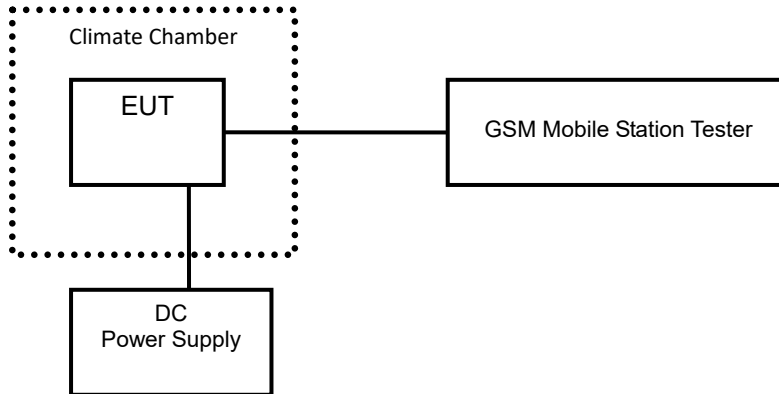 Climate Chamber
EUT
GSM Mobile Station Tester
DC
Power Supply